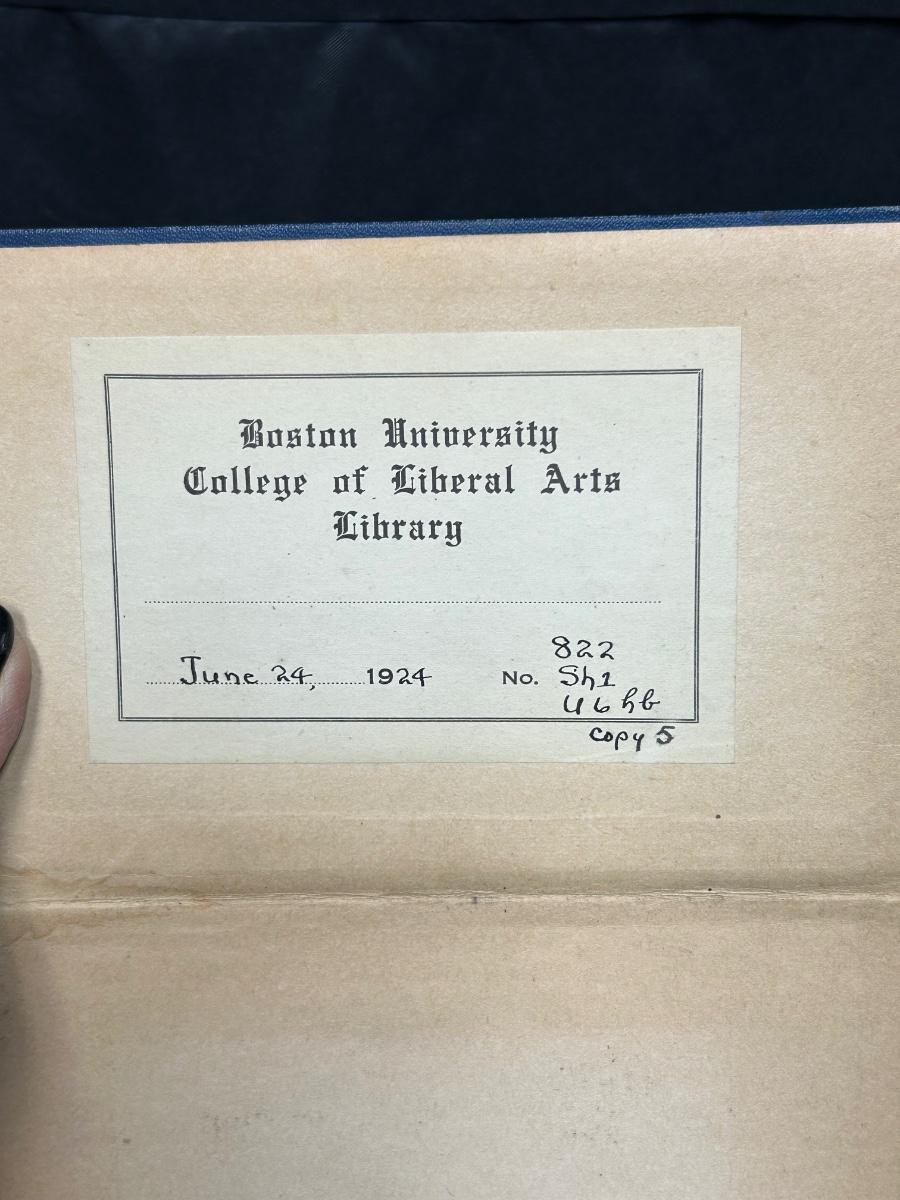 Boston University
College of Liberal Arts
Library
June 24, 1924 No. 822
Sh1
U6hb
copy 5